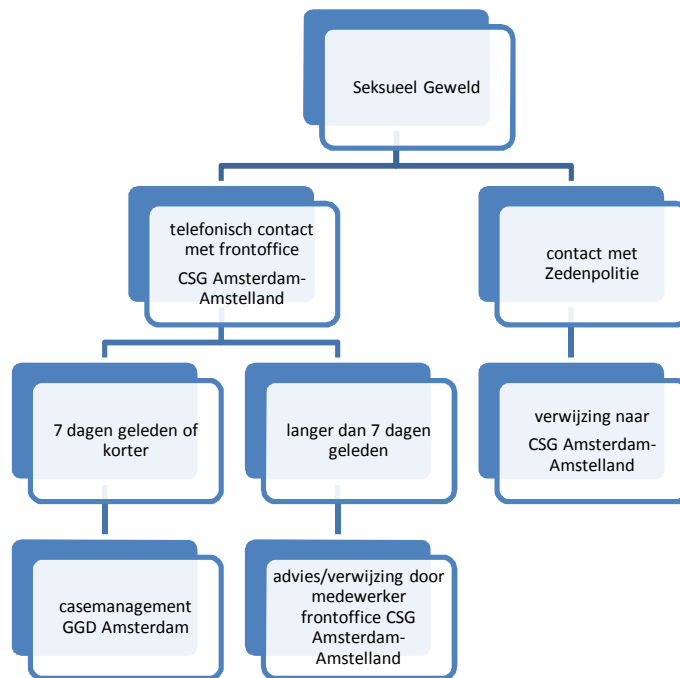 Seksueel Geweld
telefonisch contact
met frontoffice
CSG Amsterdam-
Amstelland
contact met
Zedenpolitie
7 dagen geleden of
korter
langer dan 7 dagen
geleden
verwijzing naar
CSG Amsterdam-
Amstelland
casemanagement
GGD Amsterdam
advies/verwijzing door
medewerker
frontoffice CSG
Amsterdam-
Amstelland